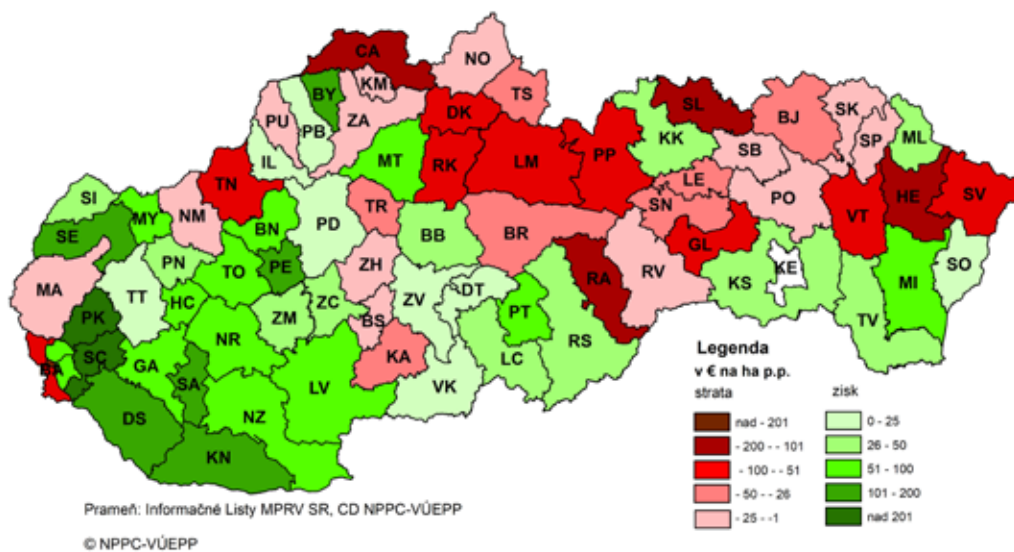 CA
NO
KM
BY
TS
PU
PB
ZA
DK
SL
BJ
SK
KK
SP
ML
IL
MT
RK
LM
PP
SB
TN
LE
SI
NM
TR
SN
PO
HE
SV
MY
BN
PD
BB
BR
VT
SE
GL
PN
TO
PE
ZH
RV
KE
SO
MA
TT
HC
ZV
DT
RA
KS
MI
PK
ZM
ZC
BS
PT
TV
SC
GA
NR
KA
RS
LC
BA
SA
LV
VK
DS
NZ
KN
Legenda
v € na ha p.p.
strata
zisk
nad - 201
0 - 25
- 200 - - 101
26 - 50
- 100 - - 51
51 - 100
- 50 - - 26
101 - 200
- 25 - -1
nad 201
Prameň: Informačné Listy MPRV SR, CD NPPC-VÚEPP
© NPPC-VÚEPP